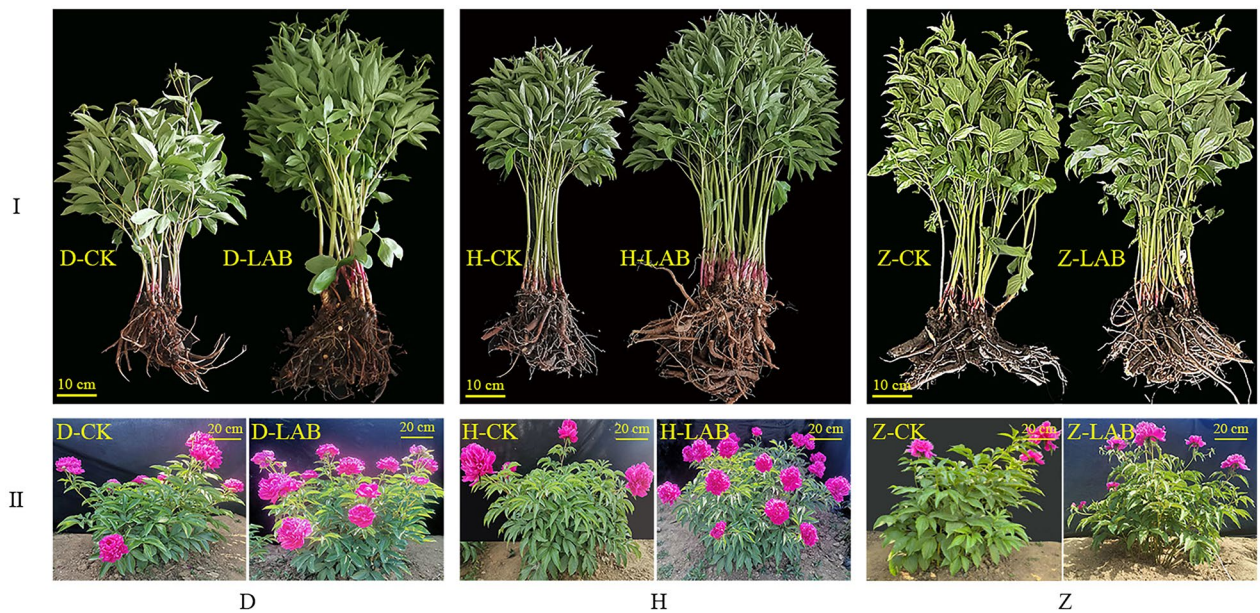 I
D-CK
D-LAB
10 cm
H-CK
H-LAB
10 cm
Z-CK
Z-LAB
10 cm
II
D-CK
20 cm
D-LAB
20 cm
H-CK
20 cm
H-LAB
20 cm
Z-CK
20 cm
Z-LAB
20 cm
D
H
Z